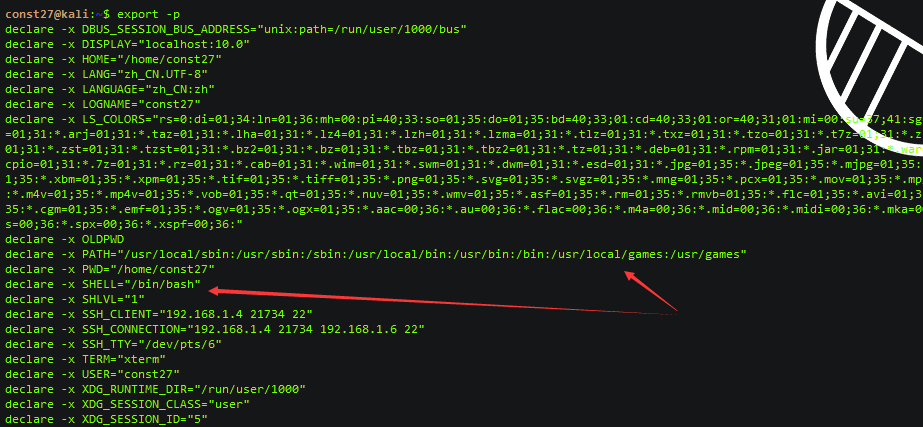 const27@kali:~$ export -p
declare -x DBUS_SESSION_BUS_ADDRESS="unix:path=/run/user/1000/bus"
declare -x DISPLAY="localhost:10.0"
declare -x HOME="/home/const27"
declare -x LANG="zh_CN.UTF-8"
declare -x LANGUAGE="zh_CN:zh"
declare -x LOGNAME="const27"
declare -x LS_COLORS="rs=0:di=01;34:ln=01;36:mh=00:pi=40;33:so=01;35:do=01;35:bd=40;33;01:cd=40;33;01:or=40;31;01:mi=00:su=37;41:sg
=01;31:*.arj=01;31:*.taz=01;31:*.lha=01;31:*.lz4=01;31:*.lzh=01;31:*.lzma=01;31:*.tlz=01;31:*.txz=01;31:*.tzo=01;31:*.t7z=01;31:*.z
01;31:*.zst=01;31:*.tzst=01;31:*.bz2=01;31:*.bz=01;31:*.tbz=01;31:*.tbz2=01;31:*.tz=01;31:*.deb=01;31:*.rpm=01;31:*.jar=01;31:*.war
cpio=01;31:*.7z=01;31:*.rz=01;31:*.cab=01;31:*.wim=01;31:*.swm=01;31:*.dwm=01;31:*.esd=01;31:*.jpg=01;35:*.jpeg=01;35:*.mjpg=01;35:
1;35:*.xbm=01;35:*.xpm=01;35:*.tif=01;35:*.tiff=01;35:*.png=01;35:*.svg=01;35:*.svgz=01;35:*.mng=01;35:*.pcx=01;35:*.mov=01;35:*.mp
:*.m4v=01;35:*.mp4v=01;35:*.vob=01;35:*.qt=01;35:*.nuv=01;35:*.wmv=01;35:*.asf=01;35:*.rm=01;35:*.rmvb=01;35:*.flc=01;35:*.avi=01;3
35:*.cgm=01;35:*.emf=01;35:*.ogv=01;35:*.ogx=01;35:*.aac=00;36:*.au=00;36:*.flac=00;36:*.m4a=00;36:*.mid=00;36:*.midi=00;36:*.mka=0
s=00;36:*.spx=00;36:*.xspf=00;36:"
declare -x OLDPWD
declare -x PATH="/usr/local/sbin:/usr/sbin:/sbin:/usr/local/bin:/usr/bin:/bin:/usr/local/games:/usr/games"
declare -x PWD="/home/const27"
declare -x SHELL="/bin/bash"
declare -x SHLVL="1"
declare -x SSH_CLIENT="192.168.1.4 21734 22"
declare -x SSH_CONNECTION="192.168.1.4 21734 192.168.1.6 22"
declare -x SSH_TTY="/dev/pts/6"
declare -x TERM="xterm"
declare -x USER="const27"
declare -x XDG_RUNTIME_DIR="/run/user/1000"
declare -x XDG_SESSION_CLASS="user"
declare -x XDG_SESSION_ID="5"